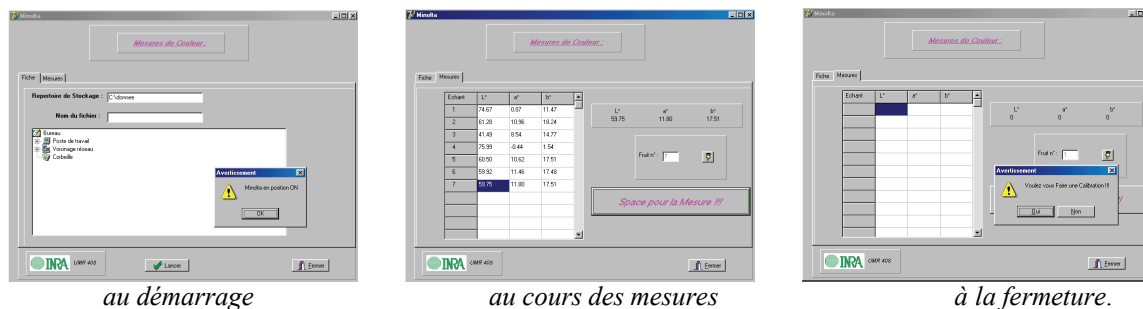 Minolta
Mesures de Couleur :
Fiche Mesures
Repertoire de Stockage : C:\donnee
Nom du fichier :
Bureau
Poste de travail
Voisinage réseau
Corbeille
Avertissement
Minolta en position ON
OK
INRA UMR 408
Lancer
Fermer
au démarrage
Minolta
Mesures de Couleur :
Fiche Mesures
Echant L* a* b*
1 74.67 0.87 11.47
2 61.28 10.96 18.24
3 41.49 8.54 14.77
4 75.99 -0.44 1.54
5 60.50 10.62 17.51
6 59.92 11.46 17.48
7 59.75 11.80 17.51
L* a* b*
59.75 11.80 17.51
Fruit n° : 7
Space pour la Mesure !!!
INRA UMR 408
Fermer
au cours des mesures
Minolta
Mesures de Couleur :
Fiche Mesures
Echant L* a* b*
L* a* b*
0 0 0
Fruit n° : 1
Avertissement
Voulez vous Faire une Calibration !!!
Oui Non
INRA UMR 408
Fermer
à la fermeture.